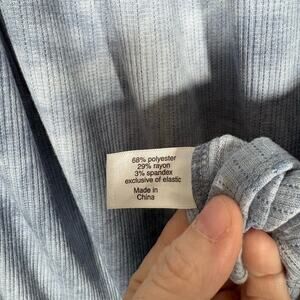 68% polyester
29% rayon
3% spandex
exclusive of elastic
Made in
China